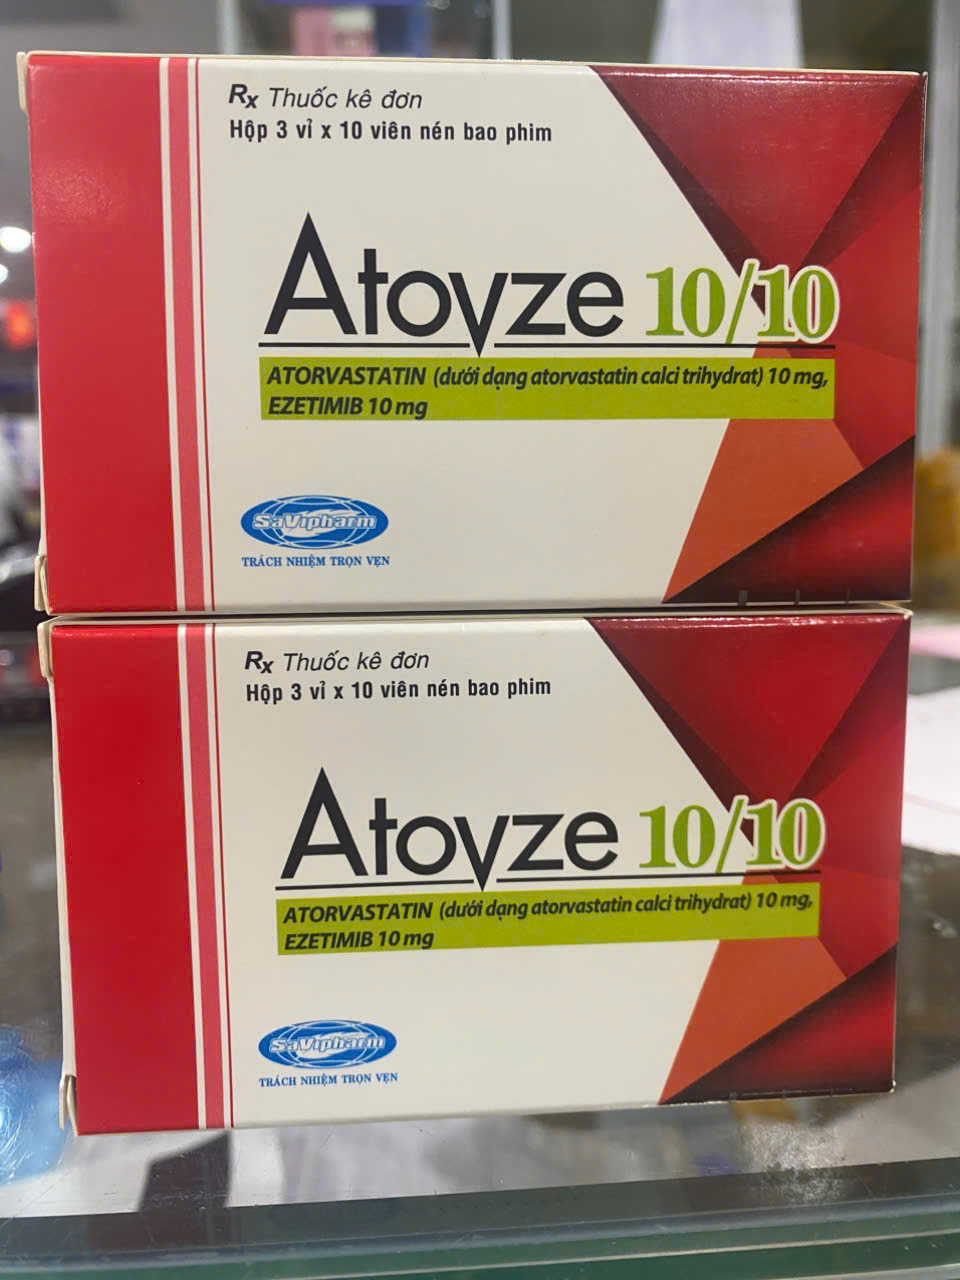 Rx Thuốc kê đơn
Hộp 3 vỉ x 10 viên nén bao phim
Atovze 10/10
ATORVASTATIN (dưới dạng atorvastatin calci trihydrat) 10 mg,
EZETIMIB 10 mg
SaVipharm
TRÁCH NHIỆM TRỌN VẸN
Rx Thuốc kê đơn
Hộp 3 vỉ x 10 viên nén bao phim
Atovze 10/10
ATORVASTATIN (dưới dạng atorvastatin calci trihydrat) 10 mg,
EZETIMIB 10 mg
SaVipharm
TRÁCH NHIỆM TRỌN VẸN